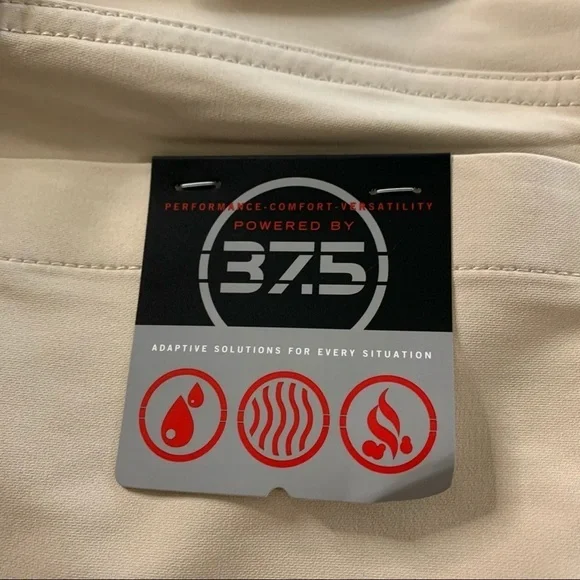 PERFORMANCE-COMFORT-VERSATILITY
POWERED BY
37.5
ADAPTIVE SOLUTIONS FOR EVERY SITUATION